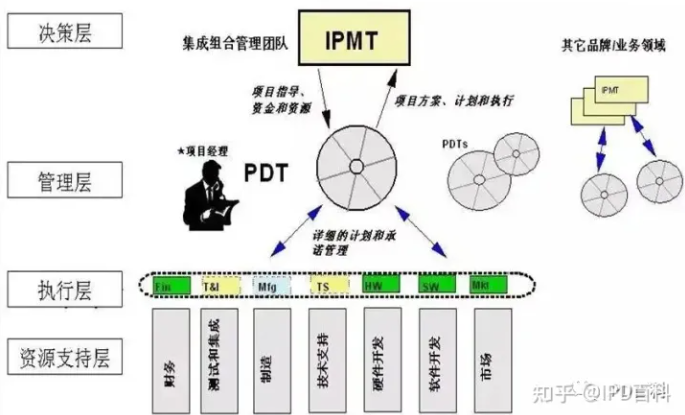 决策层
集成组合管理团队
IPMT
其它品牌/业务领域
IPMT
项目指导、
资金和资源
项目方案、计划和执行
★项目经理
PDT
PDTs
管理层
详细的计划和承
诺管理
执行层
Fin
T&I
Mfg
TS
HW
SW
Mkt
资源支持层
财务
测试和集成
制造
技术支持
硬件开发
软件开发
市场
知乎 @IPD百科